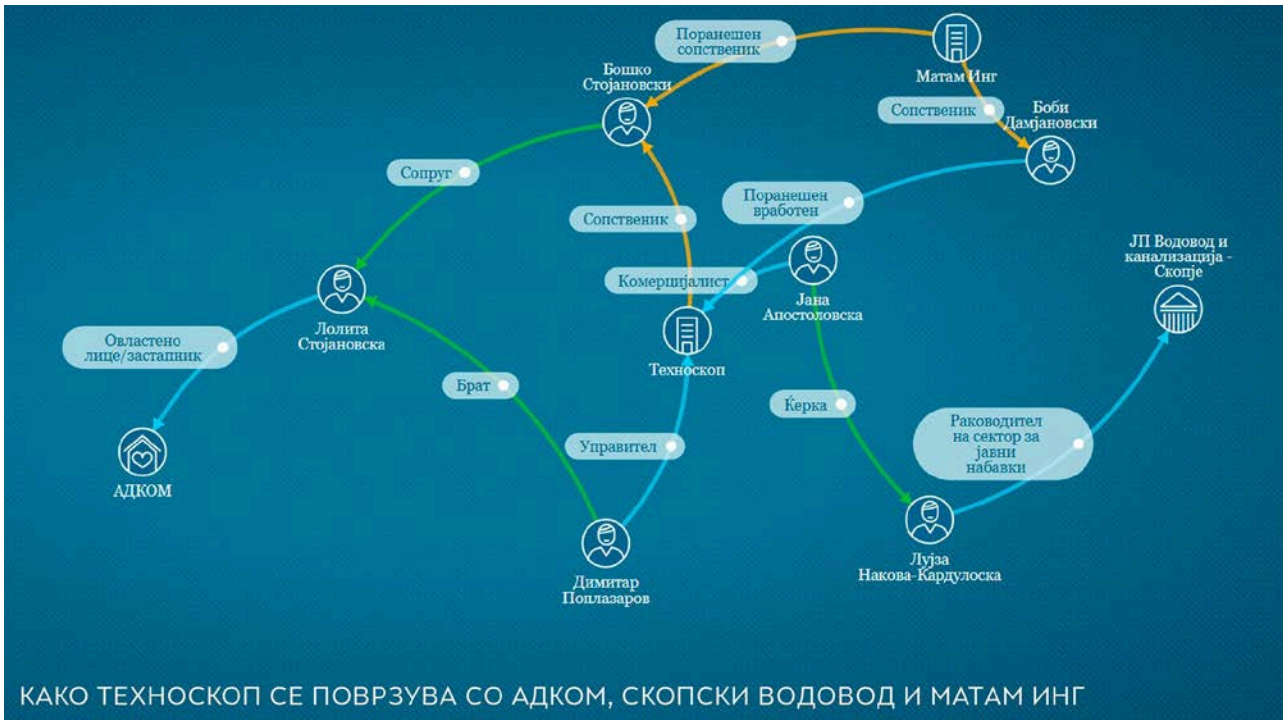 Поранешен
сопственик
Матам Инг
Бошко
Стојановски
Сопственик
Боби
Дамјановски
Сопруг
Поранешен
вработен
Сопственик
ЈП Водовод и
канализација -
Скопје
Комерцијалист
Јана
Апостоловска
Лолита
Стојановска
Овластено
лице/застапник
Техноскоп
Брат
Ќерка
Управител
Раководител
на сектор за
јавни
набавки
АДКОМ
Лујза
Накова-Кардулоска
Димитар
Поплазаров
КАКО ТЕХНОСКОП СЕ ПОВРЗУВА СО АДКОМ, СКОПСКИ ВОДОВОД И МАТАМ ИНГ